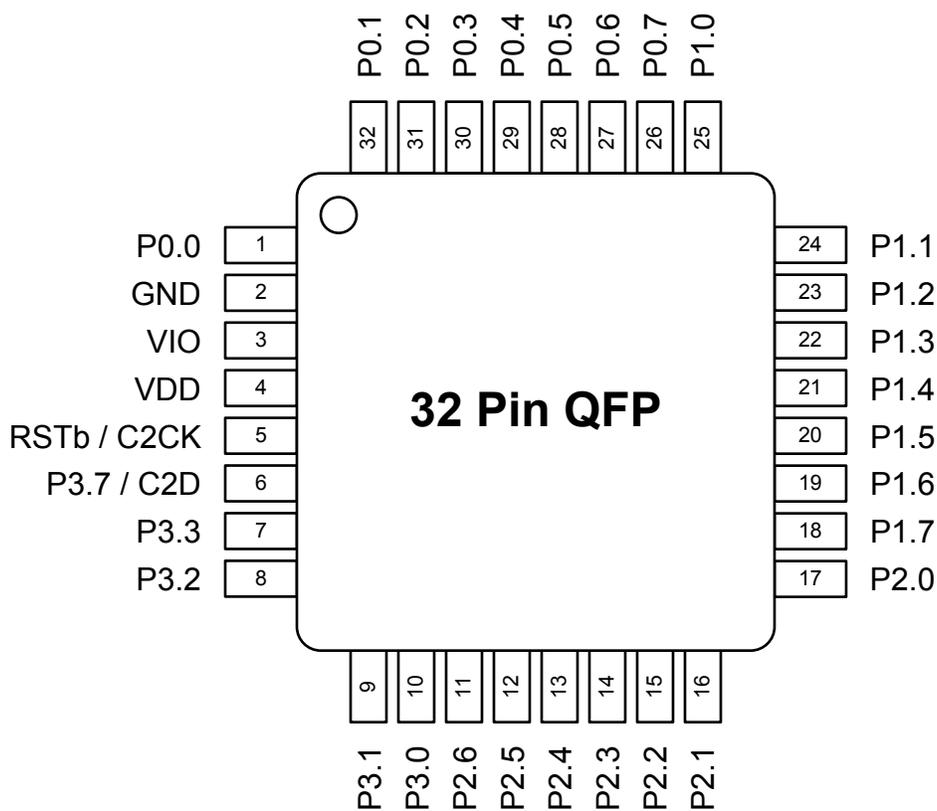 P0.1 P0.2 P0.3 P0.4 P0.5 P0.6 P0.7 P1.0
32 31 30 29 28 27 26 25
P0.0 1 24 P1.1
GND 2 23 P1.2
VIO 3 22 P1.3
VDD 4 21 P1.4
32 Pin QFP
RSTb / C2CK 5 20 P1.5
P3.7 / C2D 6 19 P1.6
P3.3 7 18 P1.7
P3.2 8 17 P2.0
9 10 11 12 13 14 15 16
P3.1 P3.0 P2.6 P2.5 P2.4 P2.3 P2.2 P2.1